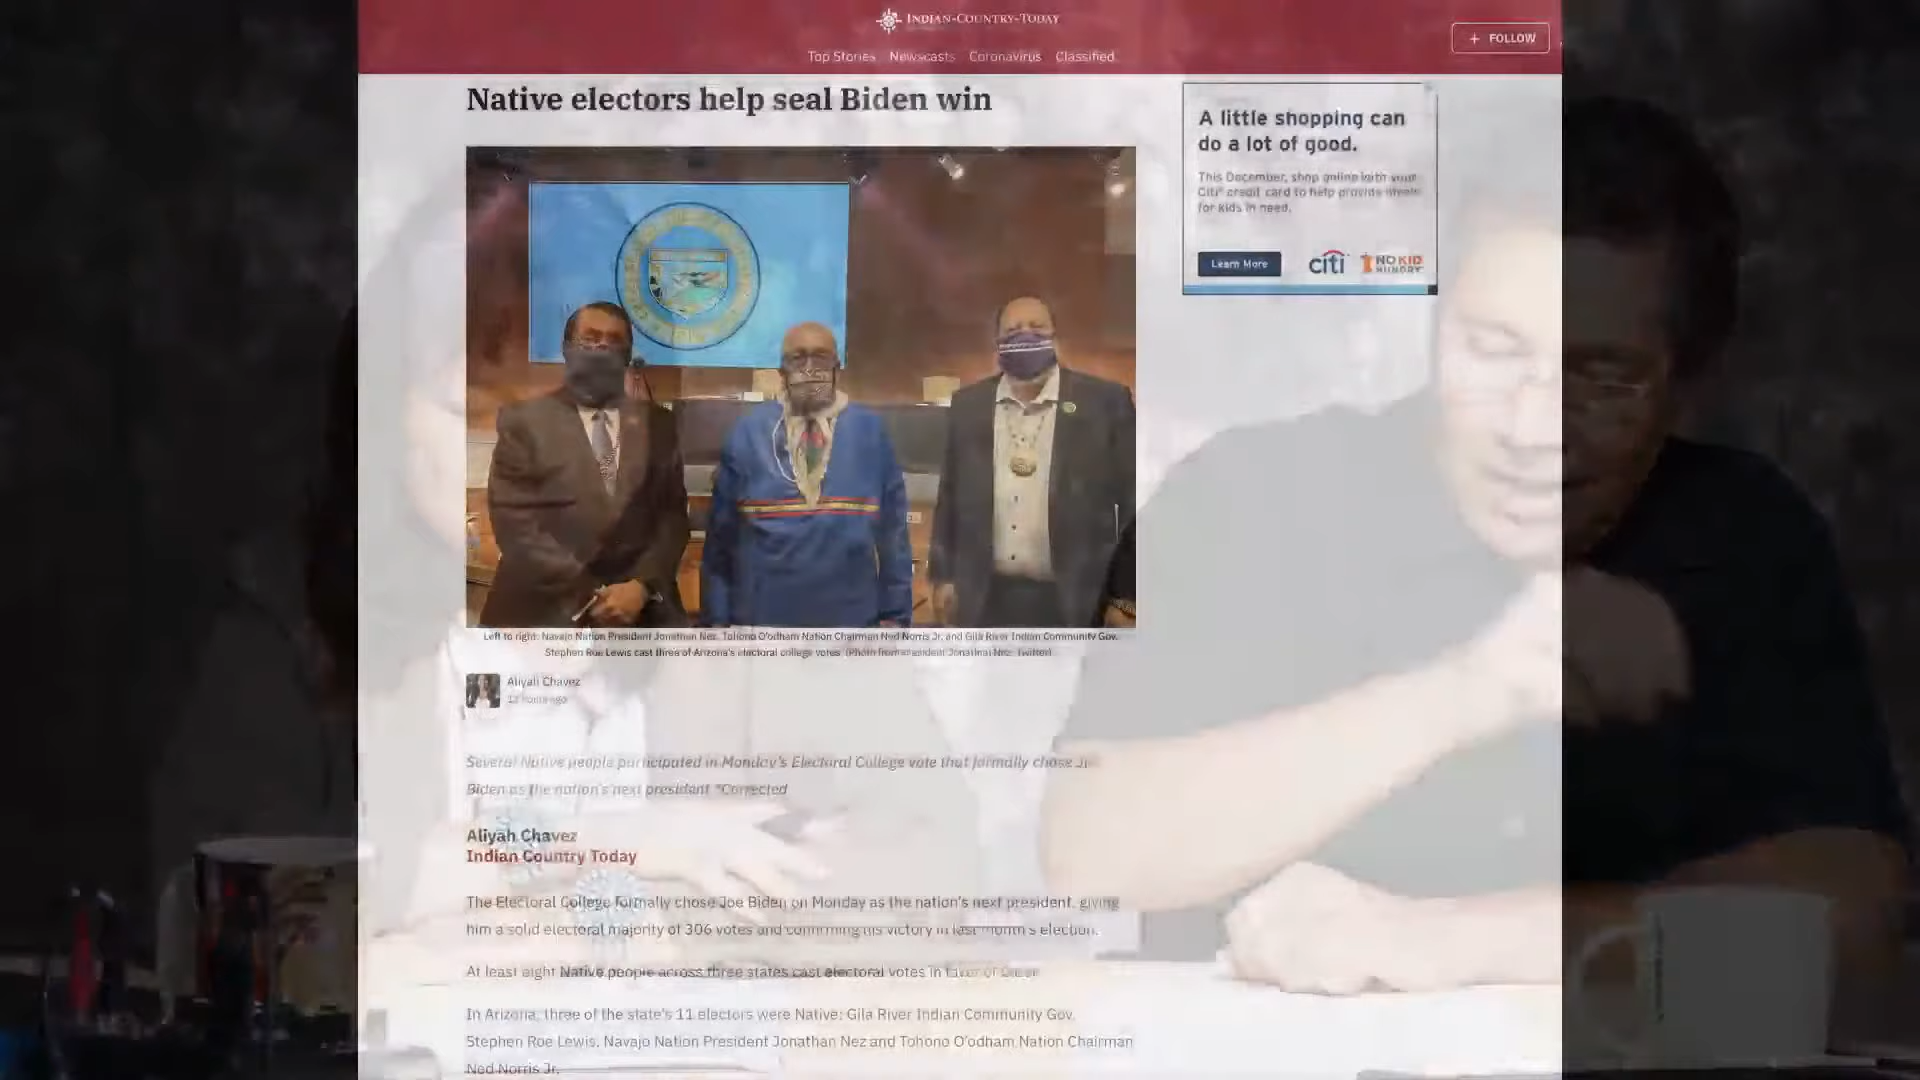 INDIAN-COUNTRY-TODAY
+ FOLLOW
Top Stories Newscasts Coronavirus Classified
Native electors help seal Biden win
A little shopping can
do a lot of good.
This December, shop online with your
Citi® credit card to help provide meals
for kids in need.
Learn More
citi
NO KID
HUNGRY
Left to right: Navajo Nation President Jonathan Nez, Tohono O'odham Nation Chairman Ned Norris Jr. and Gila River Indian Community Gov.
Stephen Roe Lewis cast three of Arizona's electoral college votes. (Photo from President Jonathan Nez, Twitter)
Aliyah Chavez
hours ago
Several Native people participated in Monday's Electoral College vote that formally chose
Biden as the nation's next president *Corrected
Aliyah Chavez
Indian Country Today
The Electoral College formally chose Joe Biden on Monday as the nation's next president, giving
him a solid electoral majority of 306 votes and confirming his victory in last month's election.
At least eight Native people across three states cast electoral votes in favor of
In Arizona, three of the state's 11 electors were Native: Gila River Indian Community Gov.
Stephen Roe Lewis, Navajo Nation President Jonathan Nez and Tohono O'odham Nation Chairman
Ned Norris Jr.